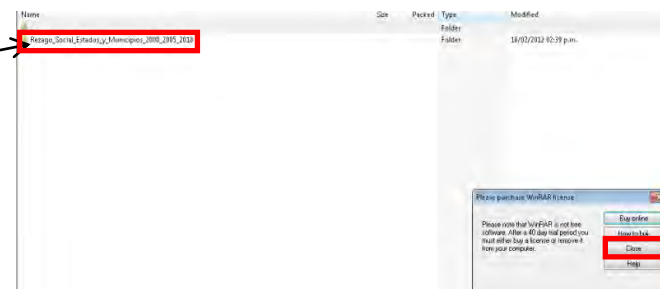 Name Size Packed Type Modified
Folder
Rezago_Social_Estados_y_Municipios_2000_2005_2010 Folder 16/02/2012 02:39 p.m.
Please purchase WinRAR license
Please note that WinRAR is not free
software. After a 40 day trial period you
must either buy a license or remove it
from your computer.
Buy online
How to buy
Close
Help